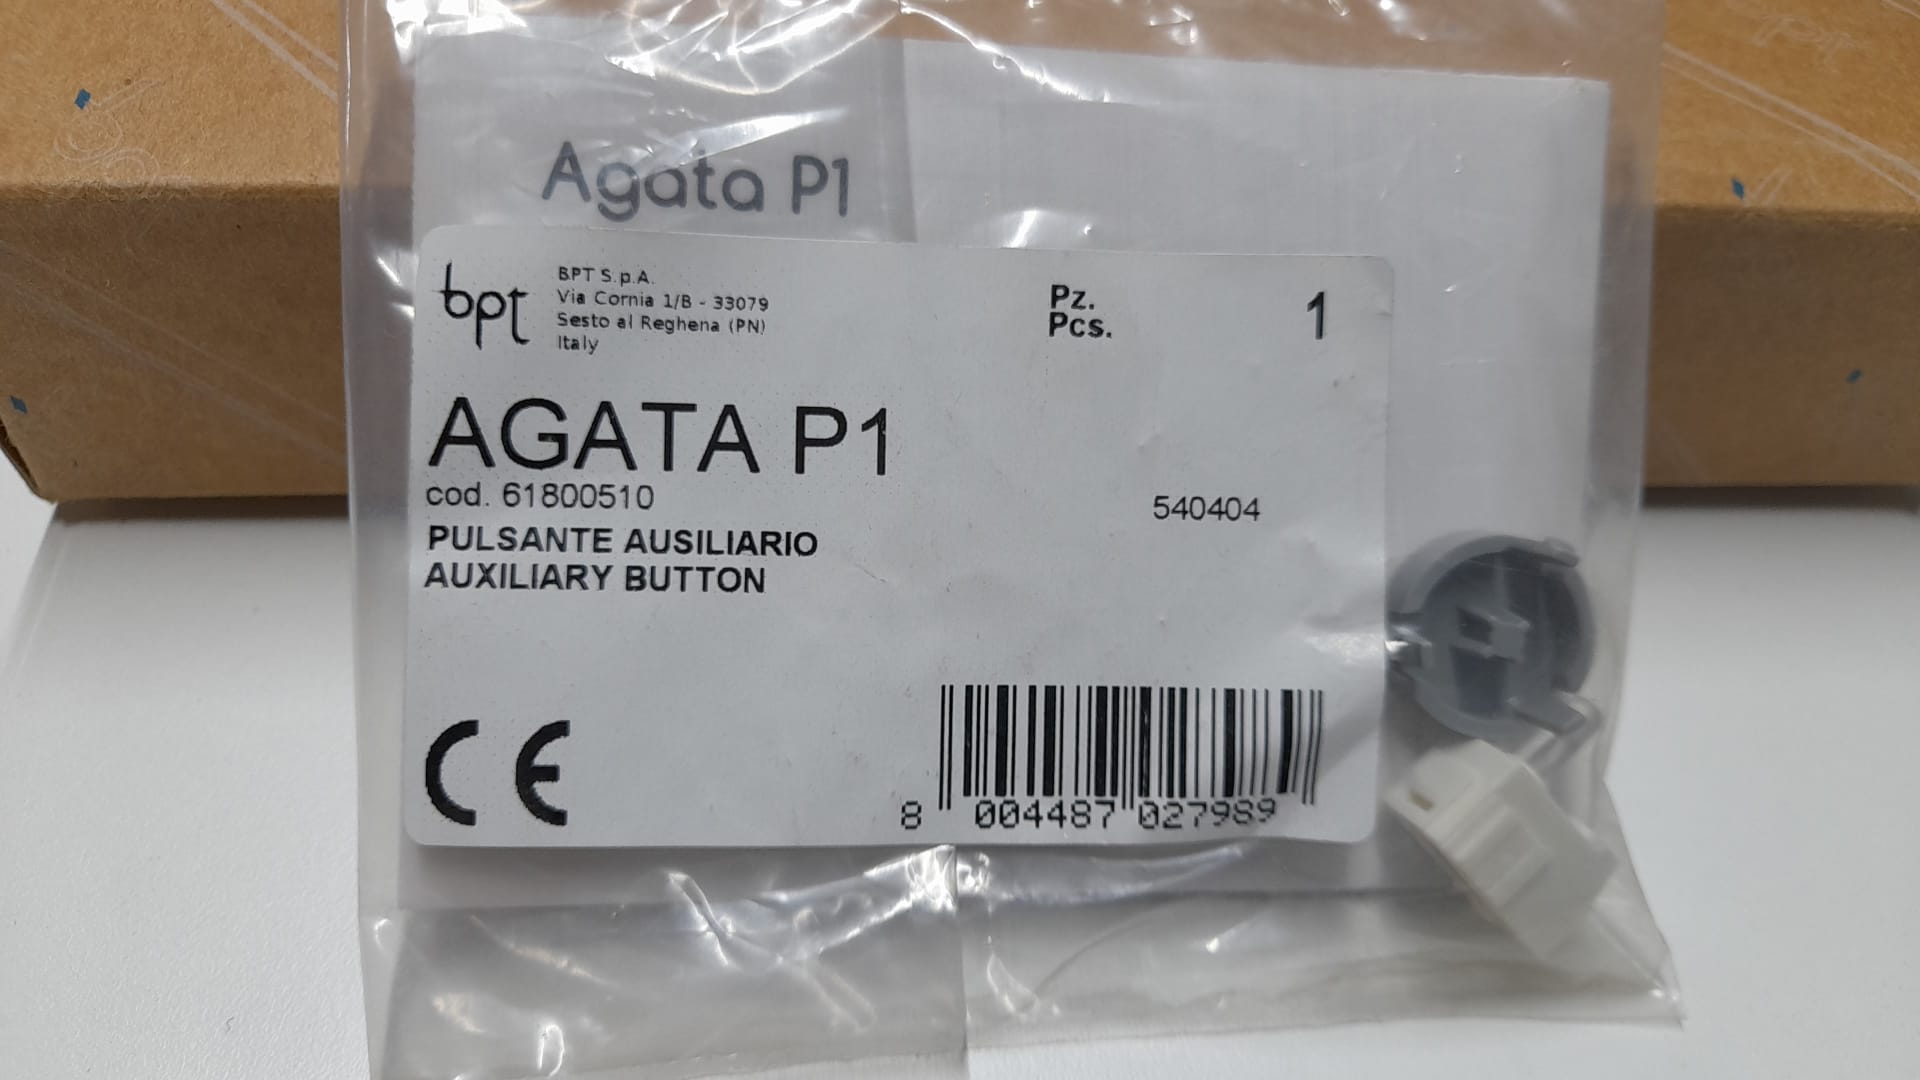 Agata P1
bpt
BPT S.p.A.
Via Cornia 1/B - 33079
Sesto al Reghena (PN)
Italy
Pz.
Pcs.
1
AGATA P1
cod. 61800510
540404
PULSANTE AUSILIARIO
AUXILIARY BUTTON
CE
8 004487 027989